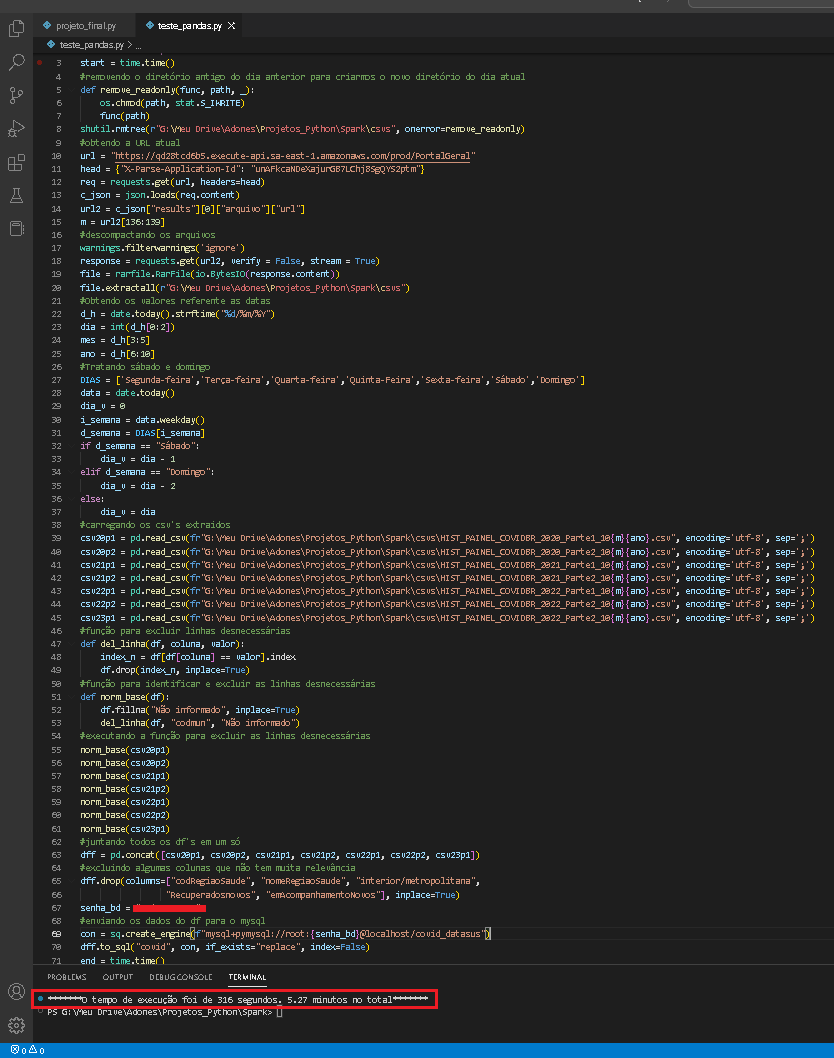 projeto_final.py
teste_pandas.py
teste_pandas.py > ...
3 start = time.time()
4 #removendo o diretório antigo do dia anterior para criarmos o novo diretório do dia atual
5 def remove_readonly(func, path, _):
6 os.chmod(path, stat.S_IWRITE)
7 func(path)
8 shutil.rmtree(r"G:\Meu Drive\Adones\Projetos_Python\Spark\csvs", onerror=remove_readonly)
9 #obtendo a URL atual
10 url = "https://qd28tcd6b5.execute-api.sa-east-1.amazonaws.com/prod/PortalGeral"
11 head = {"X-Parse-Application-Id": "unAFkcaNDeXajurGB7LChj8SgQYS2ptm"}
12 req = requests.get(url, headers=head)
13 c_json = json.loads(req.content)
14 url2 = c_json["results"][0]["arquivo"]["url"]
15 m = url2[136:139]
16 #descompactando os arquivos
17 warnings.filterwarnings('ignore')
18 response = requests.get(url2, verify = False, stream = True)
19 file = rarfile.RarFile(io.BytesIO(response.content))
20 file.extractall(r"G:\Meu Drive\Adones\Projetos_Python\Spark\csvs")
21 #Obtendo os valores referente as datas
22 d_h = date.today().strftime("%d/%m/%Y")
23 dia = int(d_h[0:2])
24 mes = d_h[3:5]
25 ano = d_h[6:10]
26 #Tratando sábado e domingo
27 DIAS = ['Segunda-feira','Terça-feira','Quarta-feira','Quinta-Feira','Sexta-feira','Sábado','Domingo']
28 data = date.today()
29 dia_v = 0
30 i_semana = data.weekday()
31 d_semana = DIAS[i_semana]
32 if d_semana == "Sábado":
33 dia_v = dia - 1
34 elif d_semana == "Domingo":
35 dia_v = dia - 2
36 else:
37 dia_v = dia
38 #carregando os csv's extraidos
39 csv20p1 = pd.read_csv(fr"G:\Meu Drive\Adones\Projetos_Python\Spark\csvs\HIST_PAINEL_COVIDBR_2020_Parte1_10{m}{ano}.csv", encoding='utf-8', sep=';')
40 csv20p2 = pd.read_csv(fr"G:\Meu Drive\Adones\Projetos_Python\Spark\csvs\HIST_PAINEL_COVIDBR_2020_Parte2_10{m}{ano}.csv", encoding='utf-8', sep=';')
41 csv21p1 = pd.read_csv(fr"G:\Meu Drive\Adones\Projetos_Python\Spark\csvs\HIST_PAINEL_COVIDBR_2021_Parte1_10{m}{ano}.csv", encoding='utf-8', sep=';')
42 csv21p2 = pd.read_csv(fr"G:\Meu Drive\Adones\Projetos_Python\Spark\csvs\HIST_PAINEL_COVIDBR_2021_Parte2_10{m}{ano}.csv", encoding='utf-8', sep=';')
43 csv22p1 = pd.read_csv(fr"G:\Meu Drive\Adones\Projetos_Python\Spark\csvs\HIST_PAINEL_COVIDBR_2022_Parte1_10{m}{ano}.csv", encoding='utf-8', sep=';')
44 csv22p2 = pd.read_csv(fr"G:\Meu Drive\Adones\Projetos_Python\Spark\csvs\HIST_PAINEL_COVIDBR_2022_Parte2_10{m}{ano}.csv", encoding='utf-8', sep=';')
45 csv23p1 = pd.read_csv(fr"G:\Meu Drive\Adones\Projetos_Python\Spark\csvs\HIST_PAINEL_COVIDBR_2022_Parte2_10{m}{ano}.csv", encoding='utf-8', sep=';')
46 #função para excluir linhas desnecessárias
47 def del_linha(df, coluna, valor):
48 index_n = df[df[coluna] == valor].index
49 df.drop(index_n, inplace=True)
50 #função para identificar e excluir as linhas desnecessárias
51 def norm_base(df):
52 df.fillna("Não informado", inplace=True)
53 del_linha(df, "codmun", "Não informado")
54 #executando a função para excluir as linhas desnecessárias
55 norm_base(csv20p1)
56 norm_base(csv20p2)
57 norm_base(csv21p1)
58 norm_base(csv21p2)
59 norm_base(csv22p1)
60 norm_base(csv22p2)
61 norm_base(csv23p1)
62 #juntando todos os df's em um só
63 dff = pd.concat([csv20p1, csv20p2, csv21p1, csv21p2, csv22p1, csv22p2, csv23p1])
64 #excluindo algumas colunas que não tem muita relevância
65 dff.drop(columns=["codRegiaoSaude", "nomeRegiaoSaude", "interior/metropolitana",
66 "Recuperadosnovos", "emAcompanhamentoNovos"], inplace=True)
67 senha_bd =
68 #enviando os dados do df para o mysql
69 con = sq.create_engine(f"mysql+pymysql://root:{senha_bd}@localhost/covid_datasus")
70 dff.to_sql("covid", con, if_exists="replace", index=False)
71 end = time.time()
PROBLEMS OUTPUT DEBUG CONSOLE TERMINAL
*******O tempo de execução foi de 316 segundos. 5.27 minutos no total*******
PS G:\Meu Drive\Adones\Projetos_Python\Spark>
0 0